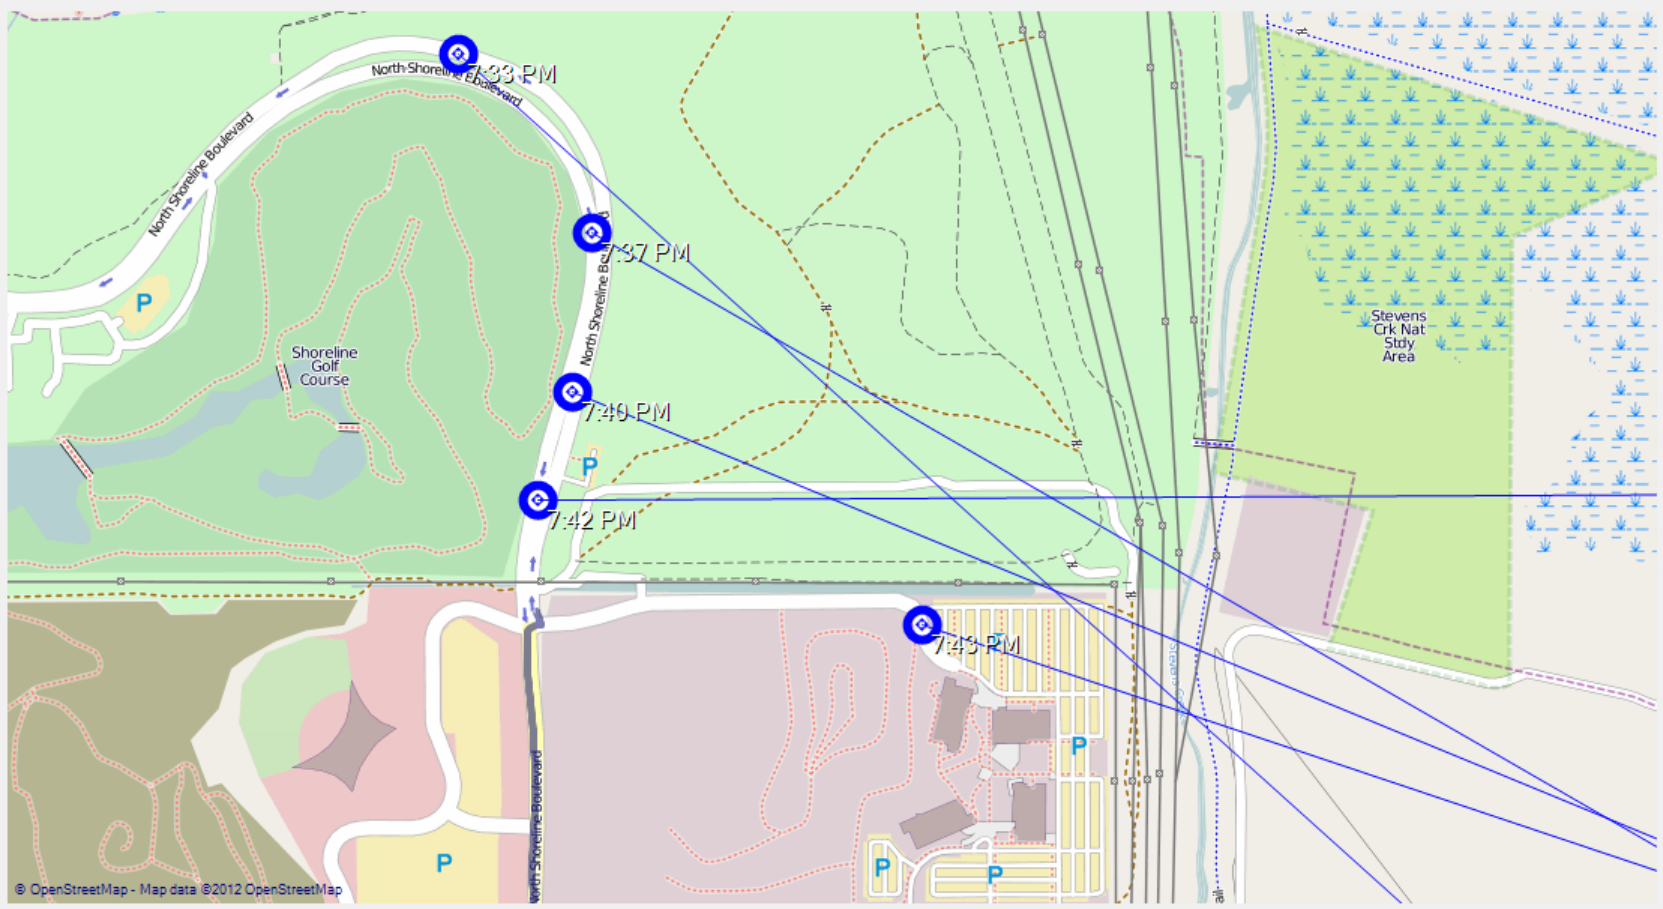 7:33 PM
North Shoreline Boulevard
North Shoreline Boulevard
7:37 PM
North Shoreline Boulevard
P
Stevens
Crk Nat
Stdy
Area
Shoreline
Golf
Course
7:40 PM
P
7:42 PM
7:43 PM
P
Stevens
P
North Shoreline Boulevard
P
P
P
ail
© OpenStreetMap - Map data ©2012 OpenStreetMap